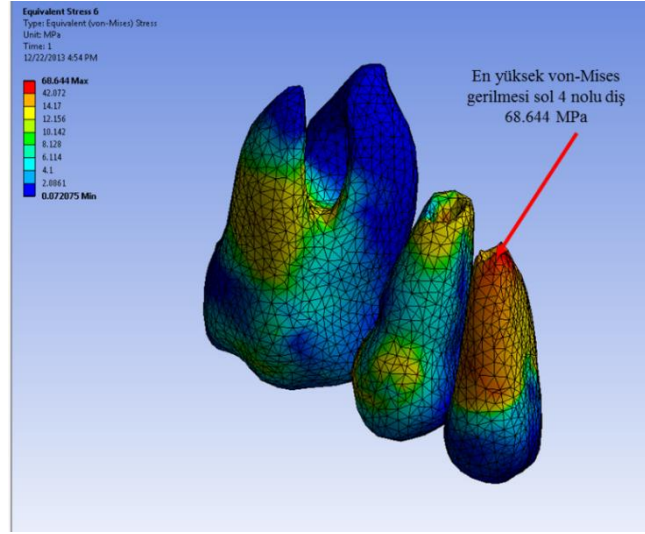 Equivalent Stress 6
Type: Equivalent (von-Mises) Stress
Unit: MPa
Time: 1
12/22/2013 4:54 PM
68.644 Max
42.072
14.17
12.156
10.142
8.128
6.114
4.1
2.0861
0.072075 Min
En yüksek von-Mises
gerilmesi sol 4 nolu diş
68.644 MPa